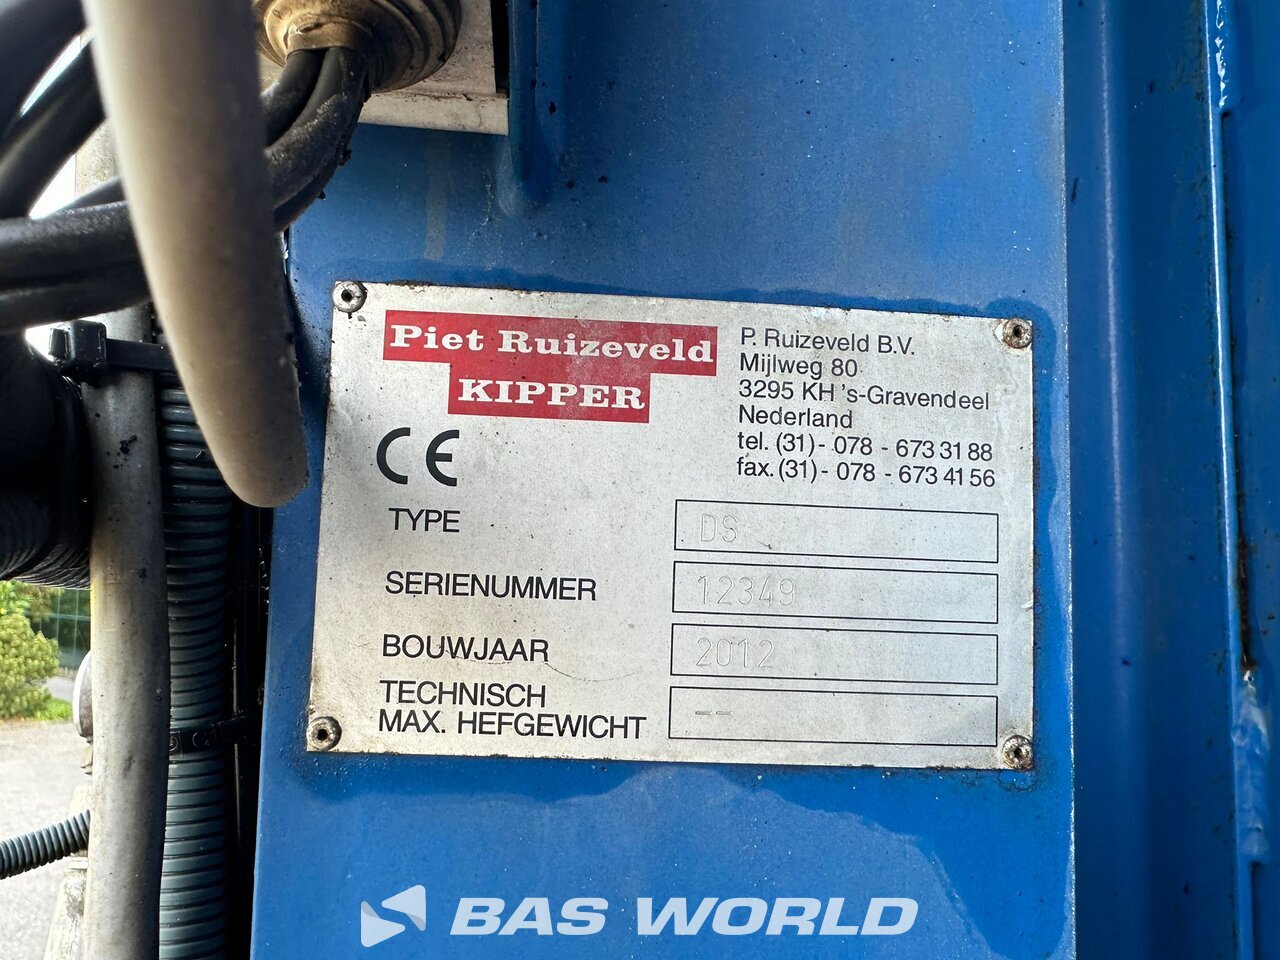 Piet Ruizeveld
KIPPER
P. Ruizeveld B.V.
Mijlweg 80
3295 KH 's-Gravendeel
Nederland
tel. (31) - 078 - 673 31 88
fax. (31) - 078 - 673 41 56
CE
TYPE DS
SERIENUMMER 12349
BOUWJAAR 2012
TECHNISCH
MAX. HEFGEWICHT --
BAS WORLD